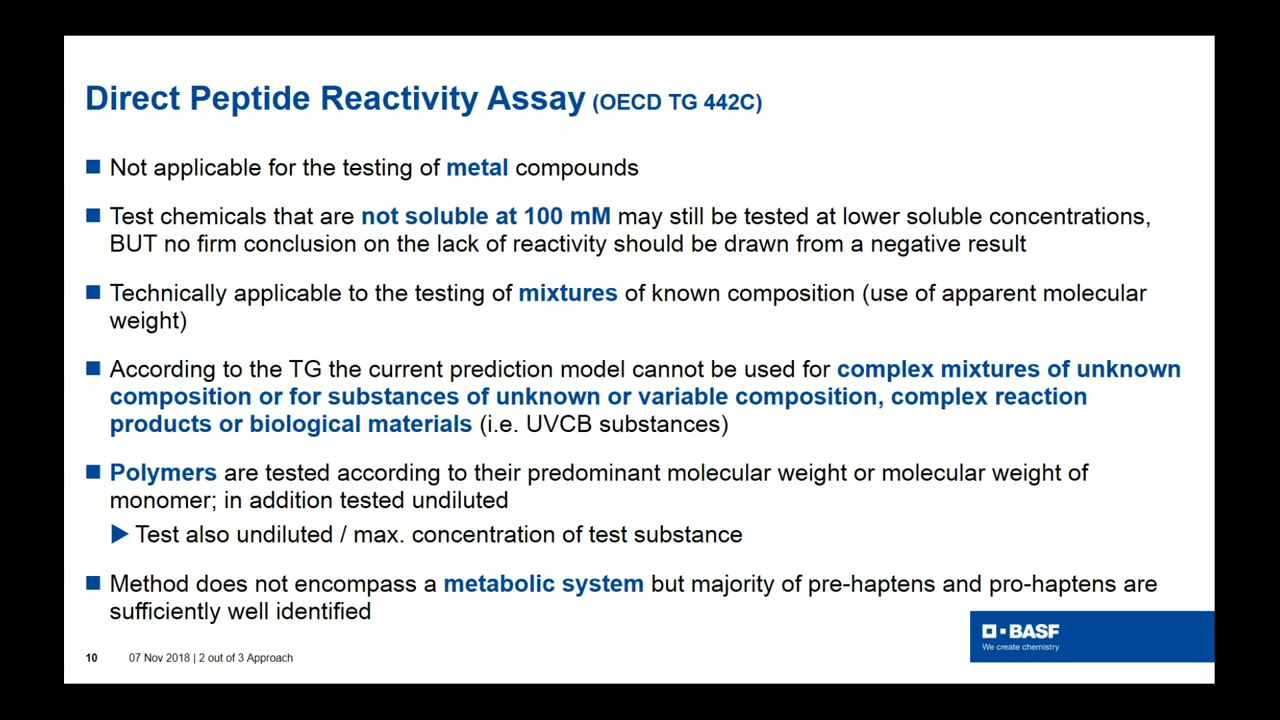 Direct Peptide Reactivity Assay (OECD TG 442C)
Not applicable for the testing of metal compounds
Test chemicals that are not soluble at 100 mM may still be tested at lower soluble concentrations,
BUT no firm conclusion on the lack of reactivity should be drawn from a negative result
Technically applicable to the testing of mixtures of known composition (use of apparent molecular
weight)
According to the TG the current prediction model cannot be used for complex mixtures of unknown
composition or for substances of unknown or variable composition, complex reaction
products or biological materials (i.e. UVCB substances)
Polymers are tested according to their predominant molecular weight or molecular weight of
monomer; in addition tested undiluted
Test also undiluted / max. concentration of test substance
Method does not encompass a metabolic system but majority of pre-haptens and pro-haptens are
sufficiently well identified
BASF
We create chemistry
10 07 Nov 2018 | 2 out of 3 Approach